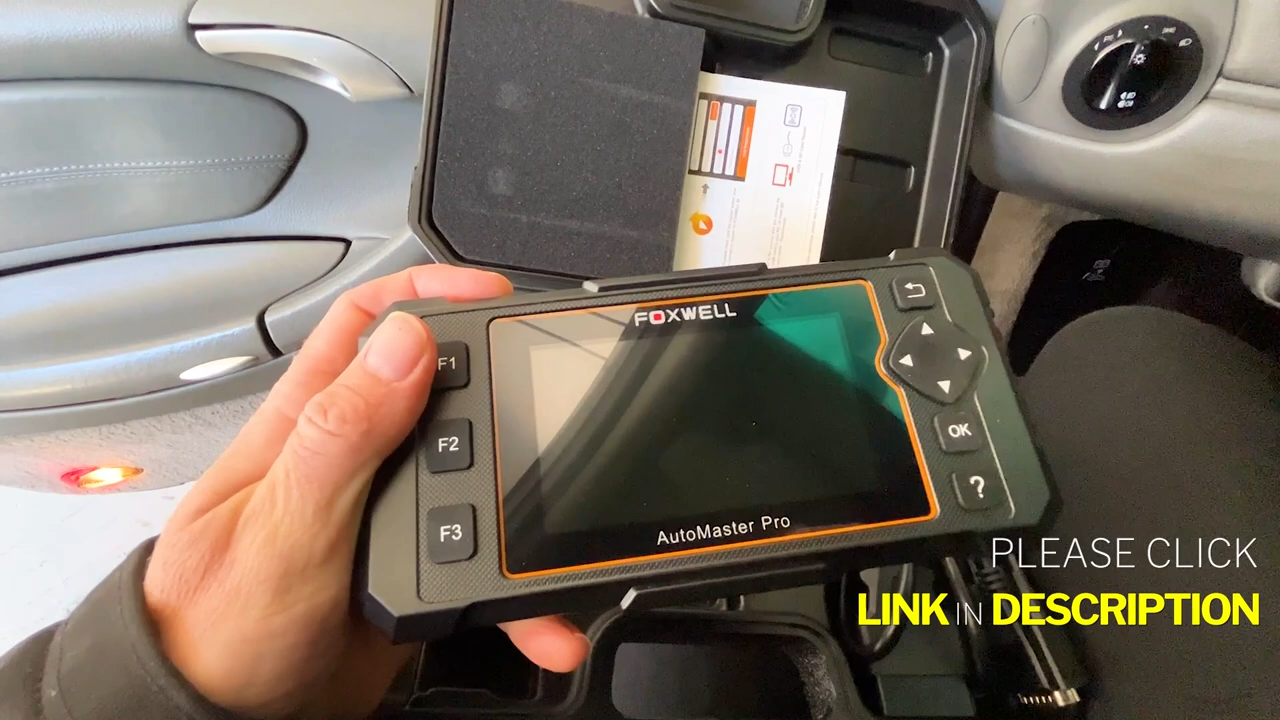 FOXWELL
F1
F2
F3
OK
?
AutoMaster Pro
PLEASE CLICK
LINK IN DESCRIPTION